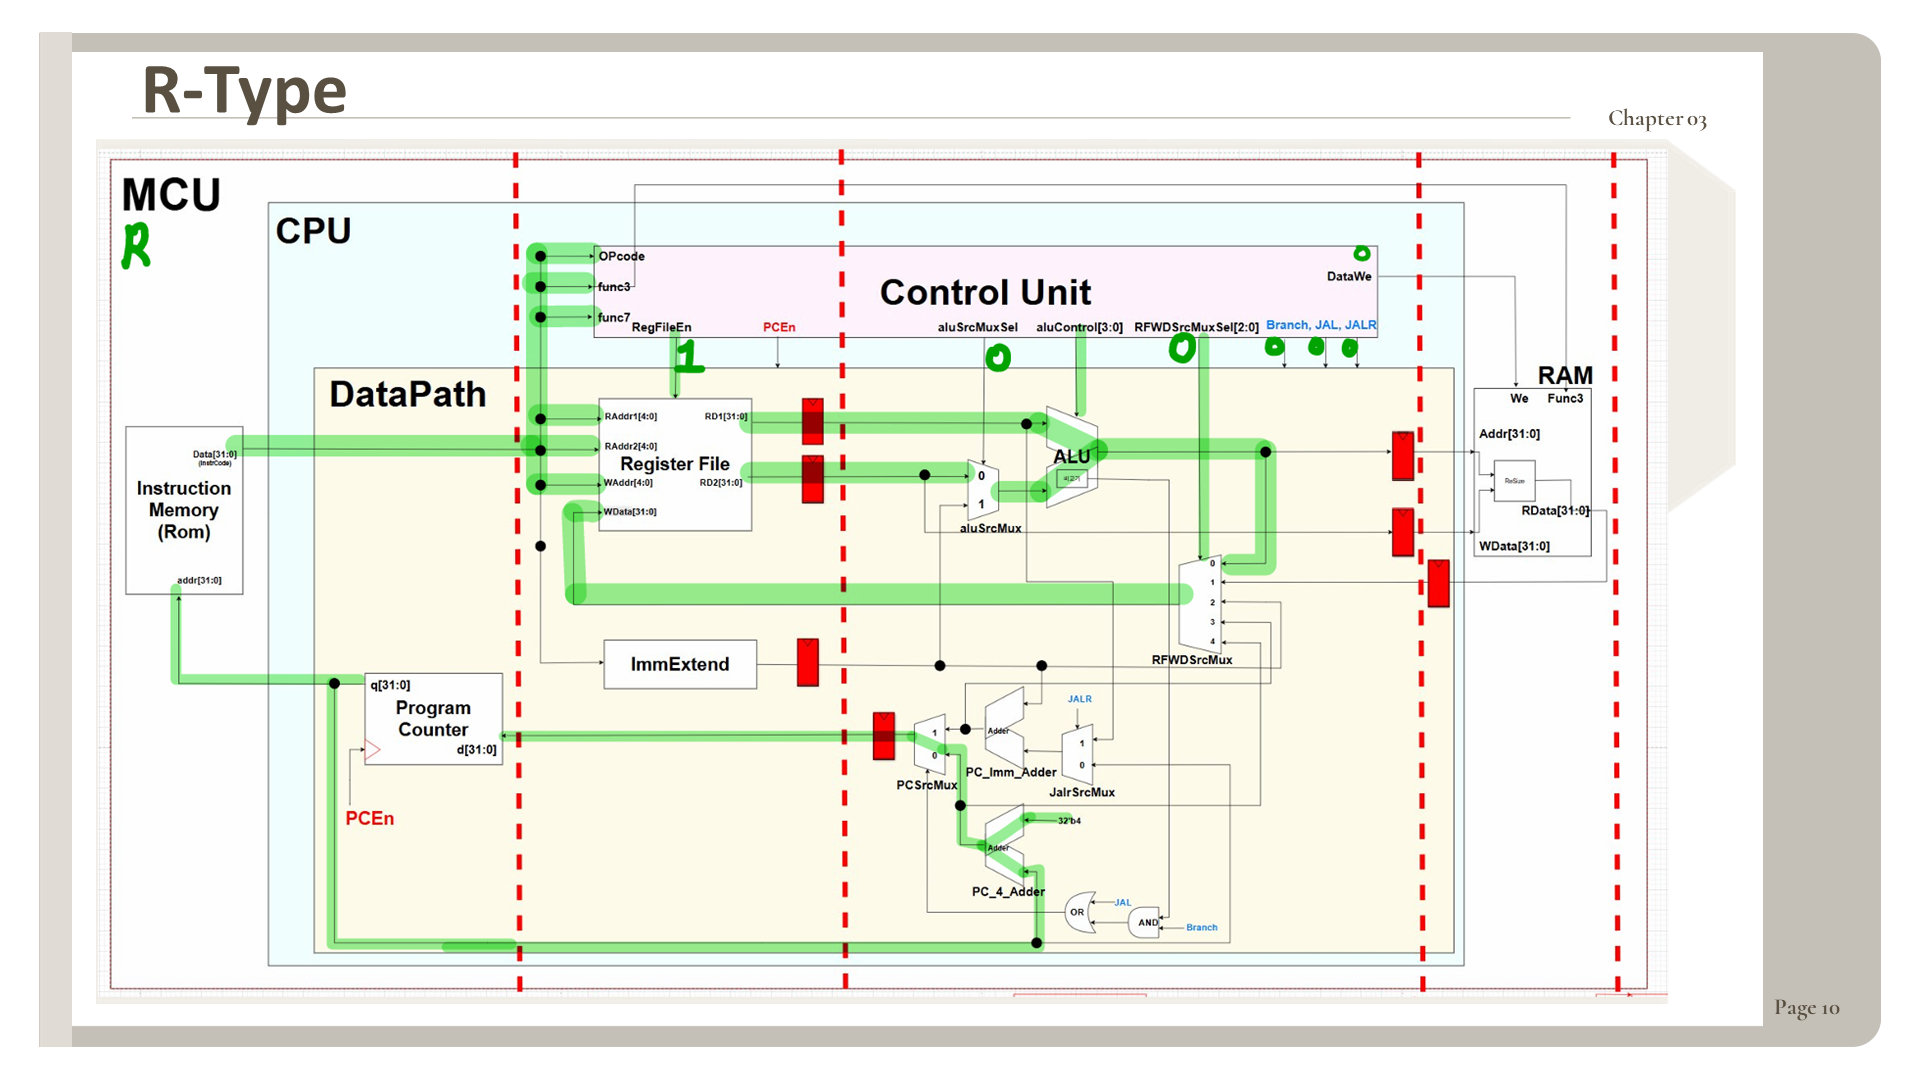 R-Type
Chapter 03
MCU
R
CPU
OPcode
func3
func7
Control Unit
0
DataWe
RegFileEn
PCEn
aluSrcMuxSel
aluControl[3:0]
RFWDSrcMuxSel[2:0]
Branch, JAL, JALR
1
0
0
0
0
0
DataPath
RAM
We
Func3
Addr[31:0]
ReSize
RData[31:0]
WData[31:0]
Data[31:0]
(InstrCode)
Instruction
Memory
(Rom)
addr[31:0]
RAddr1[4:0]
RD1[31:0]
RAddr2[4:0]
Register File
WAddr[4:0]
RD2[31:0]
WData[31:0]
ALU
0
1
aluSrcMux
0
1
2
3
4
RFWDSrcMux
ImmExtend
q[31:0]
Program
Counter
d[31:0]
PCEn
1
0
PCSrcMux
Adder
PC_Imm_Adder
JALR
1
0
JalrSrcMux
32'b4
Adder
PC_4_Adder
OR
JAL
AND
Branch
Page 10